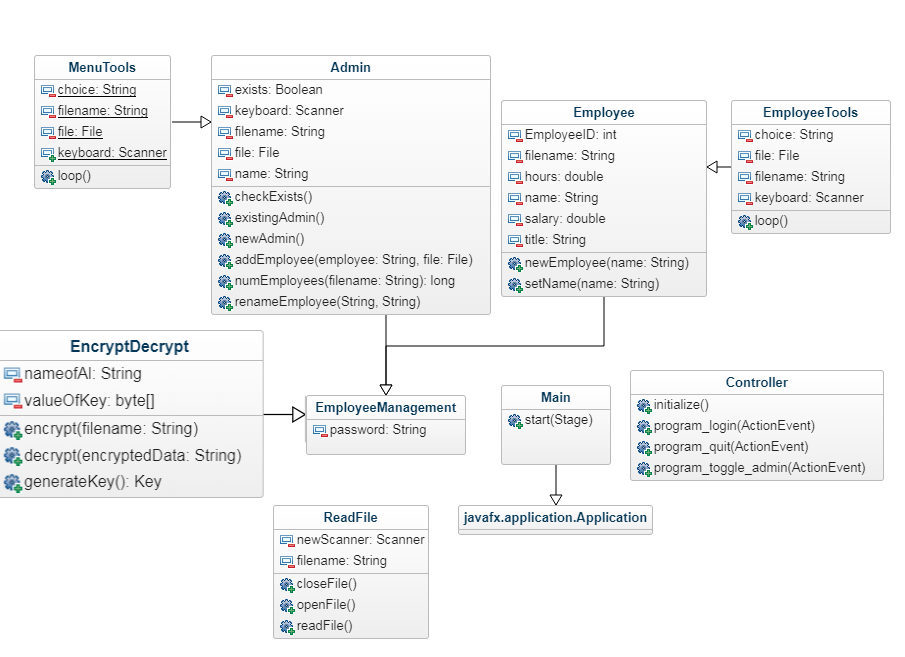 MenuTools
choice: String
filename: String
file: File
keyboard: Scanner
loop()
Admin
exists: Boolean
keyboard: Scanner
filename: String
file: File
name: String
checkExists()
existingAdmin()
newAdmin()
addEmployee(employee: String, file: File)
numEmployees(filename: String): long
renameEmployee(String, String)
Employee
EmployeeID: int
filename: String
hours: double
name: String
salary: double
title: String
newEmployee(name: String)
setName(name: String)
EmployeeTools
choice: String
file: File
filename: String
keyboard: Scanner
loop()
EncryptDecrypt
nameofAl: String
valueOfKey: byte[]
encrypt(filename: String)
decrypt(encryptedData: String)
generateKey(): Key
EmployeeManagement
password: String
Main
start(Stage)
Controller
initialize()
program_login(ActionEvent)
program_quit(ActionEvent)
program_toggle_admin(ActionEvent)
javafx.application.Application
ReadFile
newScanner: Scanner
filename: String
closeFile()
openFile()
readFile()